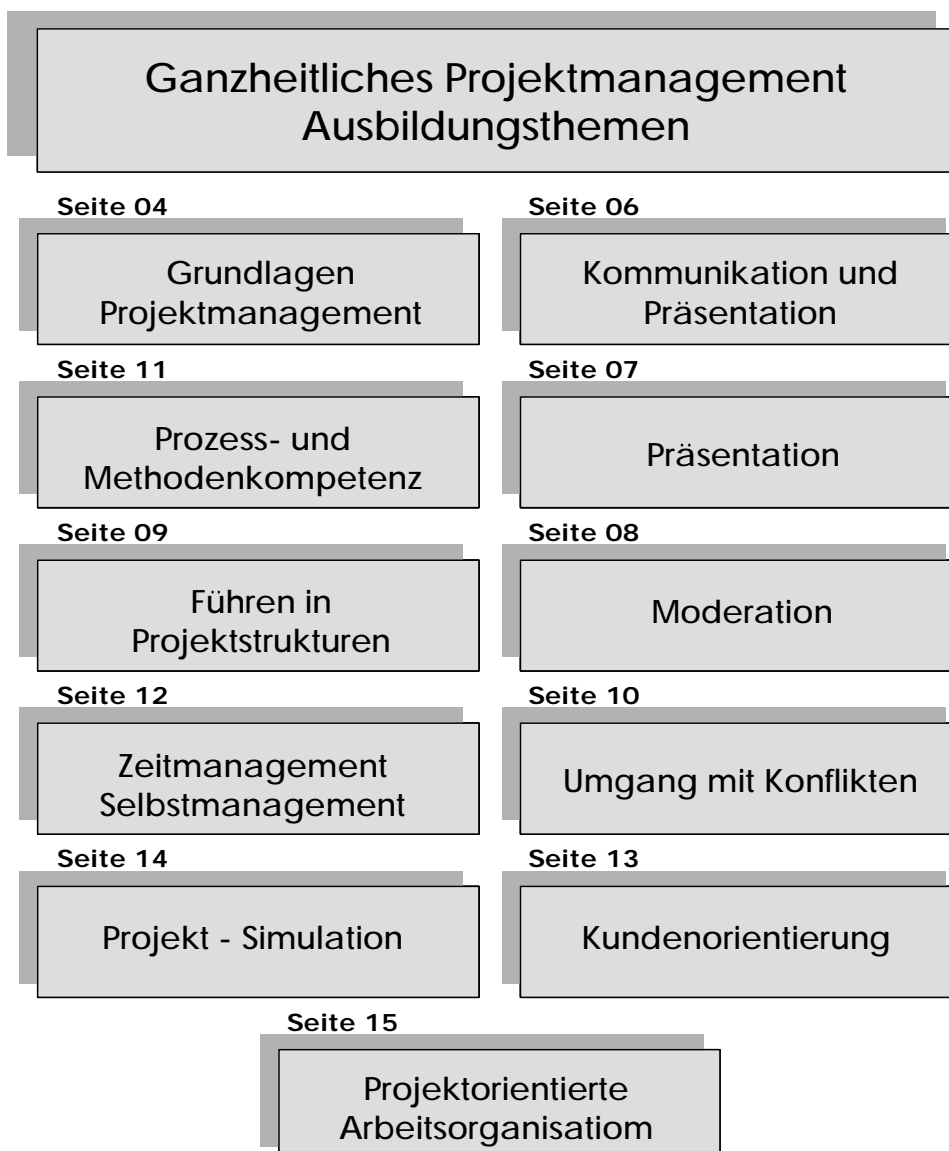 Ganzheitliches Projektmanagement
Ausbildungsthemen
Seite 04
Grundlagen
Projektmanagement
Seite 06
Kommunikation und
Präsentation
Seite 11
Prozess- und
Methodenkompetenz
Seite 07
Präsentation
Seite 09
Führen in
Projektstrukturen
Seite 08
Moderation
Seite 12
Zeitmanagement
Selbstmanagement
Seite 10
Umgang mit Konflikten
Seite 14
Projekt - Simulation
Seite 13
Kundenorientierung
Seite 15
Projektorientierte
Arbeitsorganisatiom